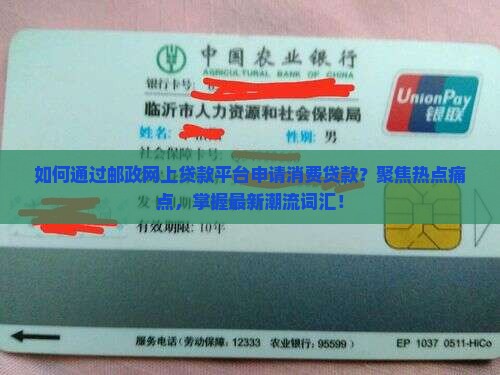 中国农业银行
AGRICULTURAL BANK OF CHINA
银行卡号:
UnionPay
银联
临沂市人力资源和社会保障局
姓名:
性别: 男
社会保障卡号
如何通过邮政网上贷款平台申请消费贷款？聚焦热点痛
点，掌握最新潮流词汇！
有效期限: 10年
服务电话(劳动保障: 12333 农业银行: 95599)
EP 1037 0511-HiCo